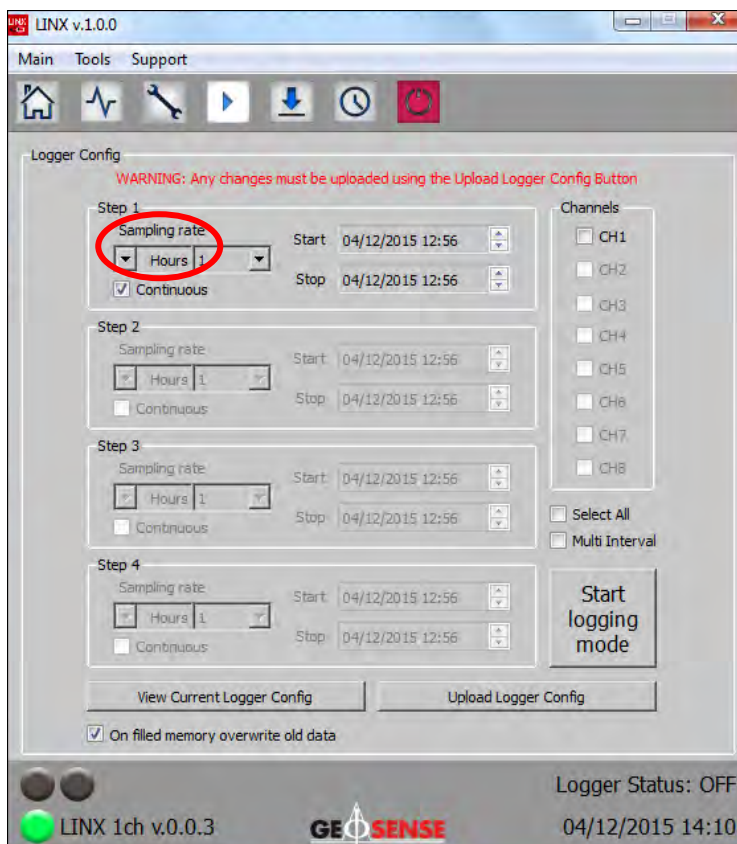 LINX v.1.0.0
Main Tools Support
Logger Config
WARNING: Any changes must be uploaded using the Upload Logger Config Button
Step 1
Sampling rate
Hours 1
Continuous
Start 04/12/2015 12:56
Stop 04/12/2015 12:56
Step 2
Sampling rate
Hours 1
Continuous
Start 04/12/2015 12:56
Stop 04/12/2015 12:56
Step 3
Sampling rate
Hours 1
Continuous
Start 04/12/2015 12:56
Stop 04/12/2015 12:56
Step 4
Sampling rate
Hours 1
Continuous
Start 04/12/2015 12:56
Stop 04/12/2015 12:56
Channels
CH1
CH2
CH3
CH4
CH5
CH6
CH7
CH8
Select All
Multi Interval
Start
logging
mode
View Current Logger Config
Upload Logger Config
On filled memory overwrite old data
Logger Status: OFF
LINX 1ch v.0.0.3
GEOSENSE
04/12/2015 14:10